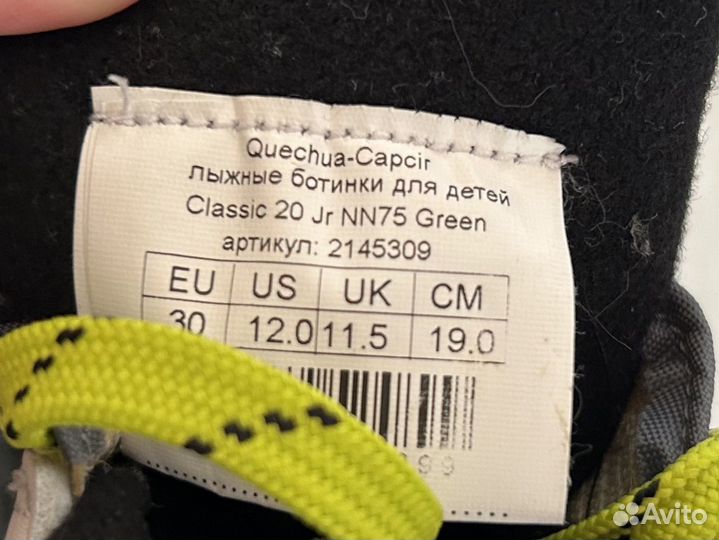 Quechua-Capcir
лыжные ботинки для детей
Classic 20 Jr NN75 Green
артикул: 2145309
EU US UK CM
30 12.0 11.5 19.0
99
Avito